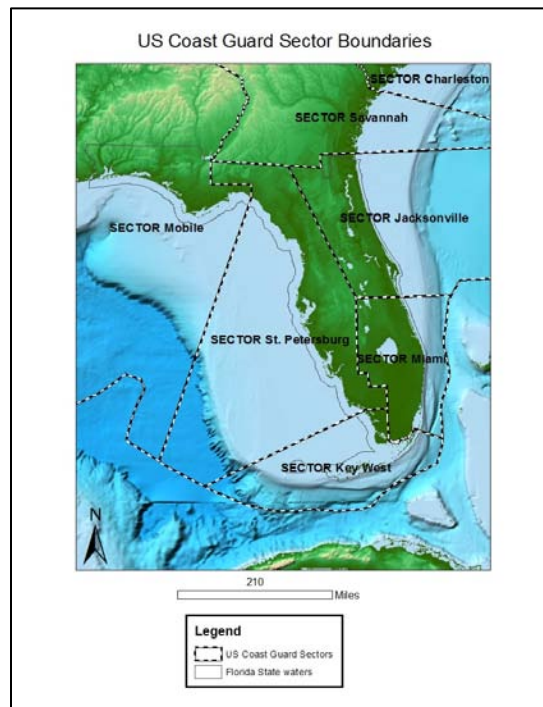 US Coast Guard Sector Boundaries
SECTOR Charleston
SECTOR Savannah
SECTOR Jacksonville
SECTOR Mobile
SECTOR St. Petersburg
SECTOR Miami
SECTOR Key West
N
210
Miles
Legend
US Coast Guard Sectors
Florida State waters